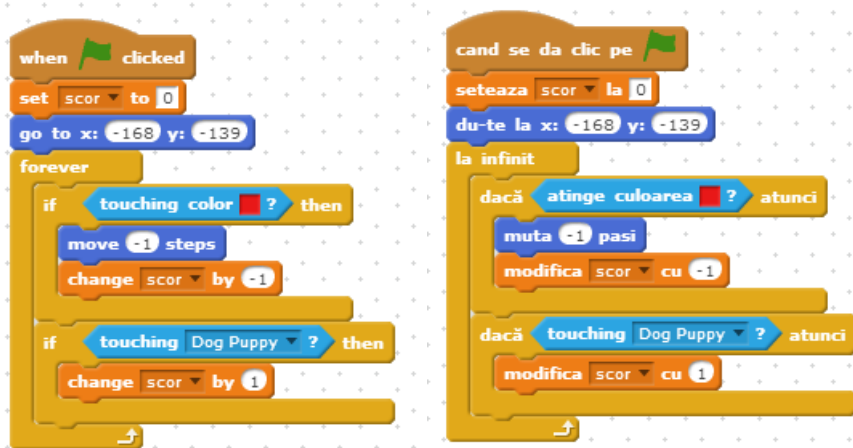 when clicked
set scor to 0
go to x: -168 y: -139
forever
if touching color ? then
move -1 steps
change scor by -1
if touching Dog Puppy ? then
change scor by 1
cand se da clic pe
seteaza scor la 0
du-te la x: -168 y: -139
la infinit
dacă atinge culoarea ? atunci
muta -1 pasi
modifica scor cu -1
dacă touching Dog Puppy ? atunci
modifica scor cu 1